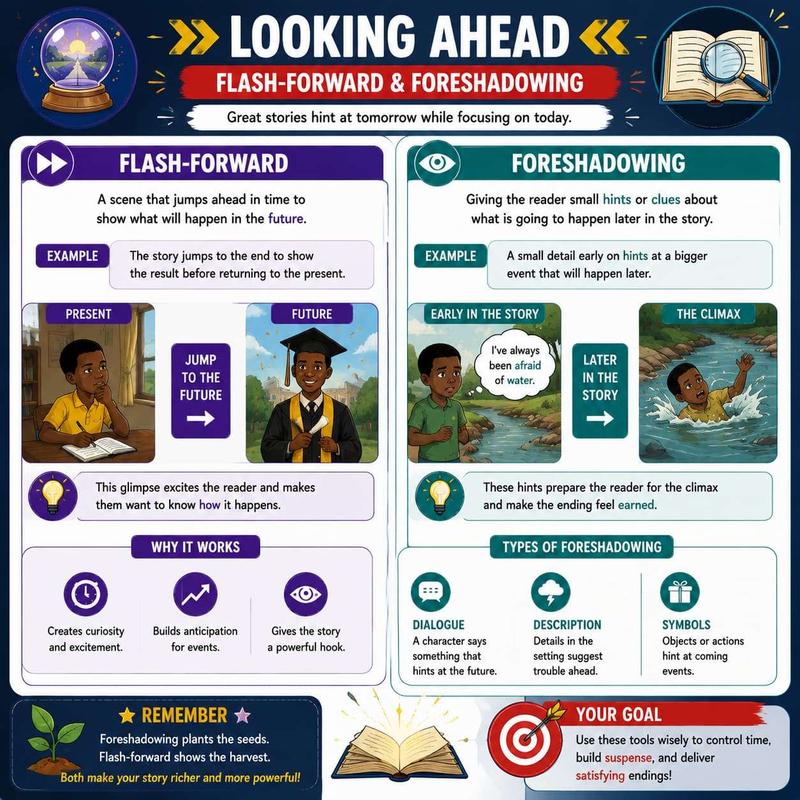 LOOKING AHEAD
FLASH-FORWARD & FORESHADOWING
Great stories hint at tomorrow while focusing on today.
FLASH-FORWARD
A scene that jumps ahead in time to
show what will happen in the future.
EXAMPLE
The story jumps to the end to show
the result before returning to the present.
PRESENT
JUMP
TO THE
FUTURE
FUTURE
This glimpse excites the reader and makes
them want to know how it happens.
WHY IT WORKS
Creates curiosity
and excitement.
Builds anticipation
for events.
Gives the story
a powerful hook.
FORESHADOWING
Giving the reader small hints or clues about
what is going to happen later in the story.
EXAMPLE
A small detail early on hints at a bigger
event that will happen later.
EARLY IN THE STORY
I've always
been afraid
of water.
LATER
IN THE
STORY
THE CLIMAX
These hints prepare the reader for the climax
and make the ending feel earned.
TYPES OF FORESHADOWING
DIALOGUE
A character says
something that
hints at the future.
DESCRIPTION
Details in the
setting suggest
trouble ahead.
SYMBOLS
Objects or actions
hint at coming
events.
REMEMBER
Foreshadowing plants the seeds.
Flash-forward shows the harvest.
Both make your story richer and more powerful!
YOUR GOAL
Use these tools wisely to control time,
build suspense, and deliver
satisfying endings!